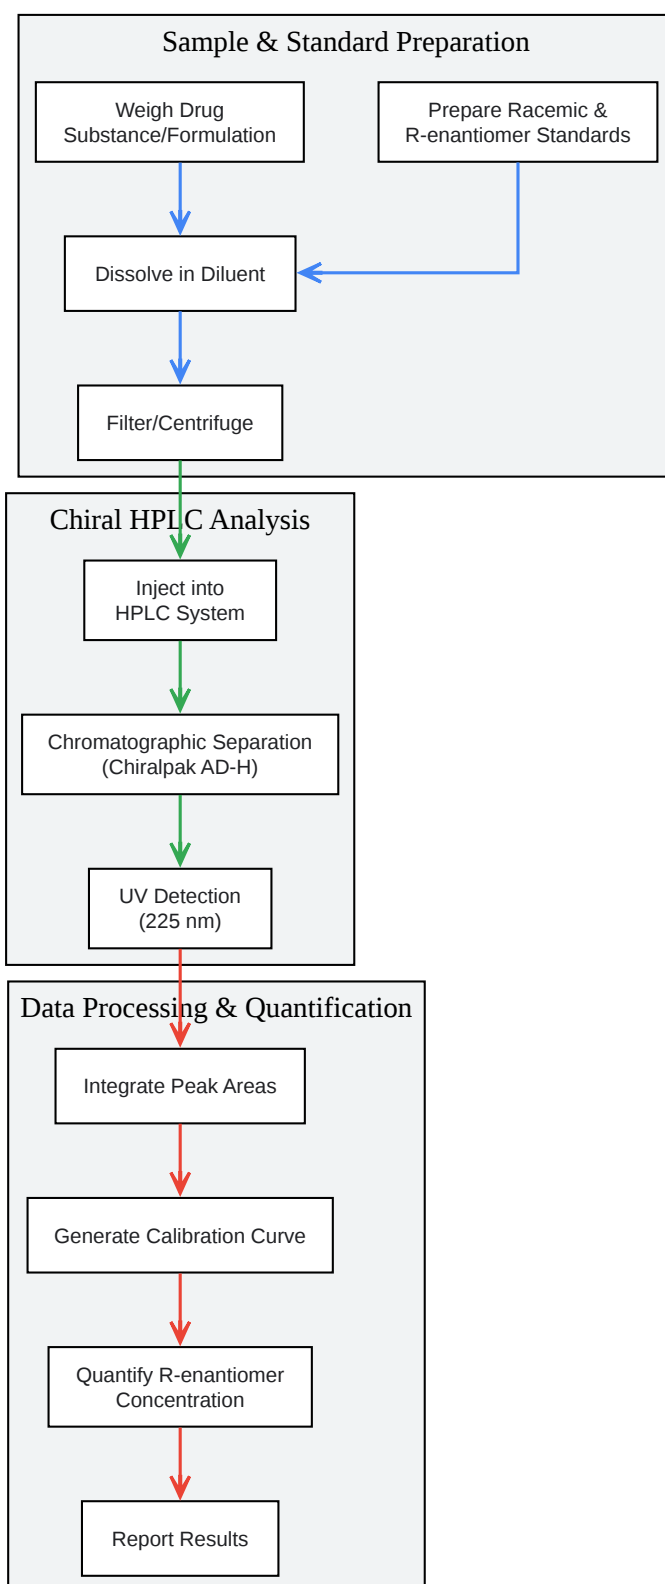 Sample & Standard Preparation
Weigh Drug
Substance/Formulation
Prepare Racemic &
R-enantiomer Standards
Dissolve in Diluent
Filter/Centrifuge
Chiral HPLC Analysis
Inject into
HPLC System
Chromatographic Separation
(Chiralpak AD-H)
UV Detection
(225 nm)
Data Processing & Quantification
Integrate Peak Areas
Generate Calibration Curve
Quantify R-enantiomer
Concentration
Report Results